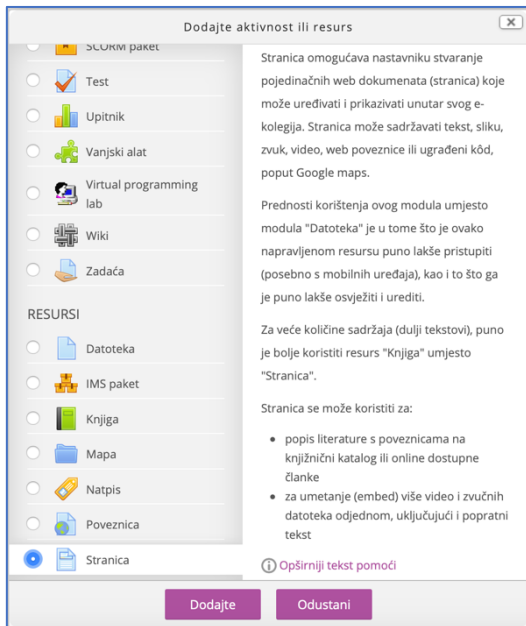 Dodajte aktivnost ili resurs
SCORM paket
Test
Upitnik
Vanjski alat
Virtual programming
lab
Wiki
Zadaća
RESURSI
Datoteka
IMS paket
Knjiga
Mapa
Natpis
Poveznica
Stranica
Stranica omogućava nastavniku stvaranje
pojedinačnih web dokumenata (stranica) koje
može uređivati i prikazivati unutar svog e-
kolegija. Stranica može sadržavati tekst, sliku,
zvuk, video, web poveznice ili ugrađeni kôd,
poput Google maps.
Prednosti korištenja ovog modula umjesto
modula "Datoteka" je u tome što je ovako
napravljenom resursu puno lakše pristupiti
(posebno s mobilnih uređaja), kao i to što ga
je puno lakše osvježiti i urediti.
Za veće količine sadržaja (dulji tekstovi), puno
je bolje koristiti resurs "Knjiga" umjesto
"Stranica".
Stranica se može koristiti za:
• popis literature s poveznicama na
knjižnični katalog ili online dostupne
članke
• za umetanje (embed) više video i zvučnih
datoteka odjednom, uključujući i popratni
tekst
Opširniji tekst pomoći
Dodajte
Odustani